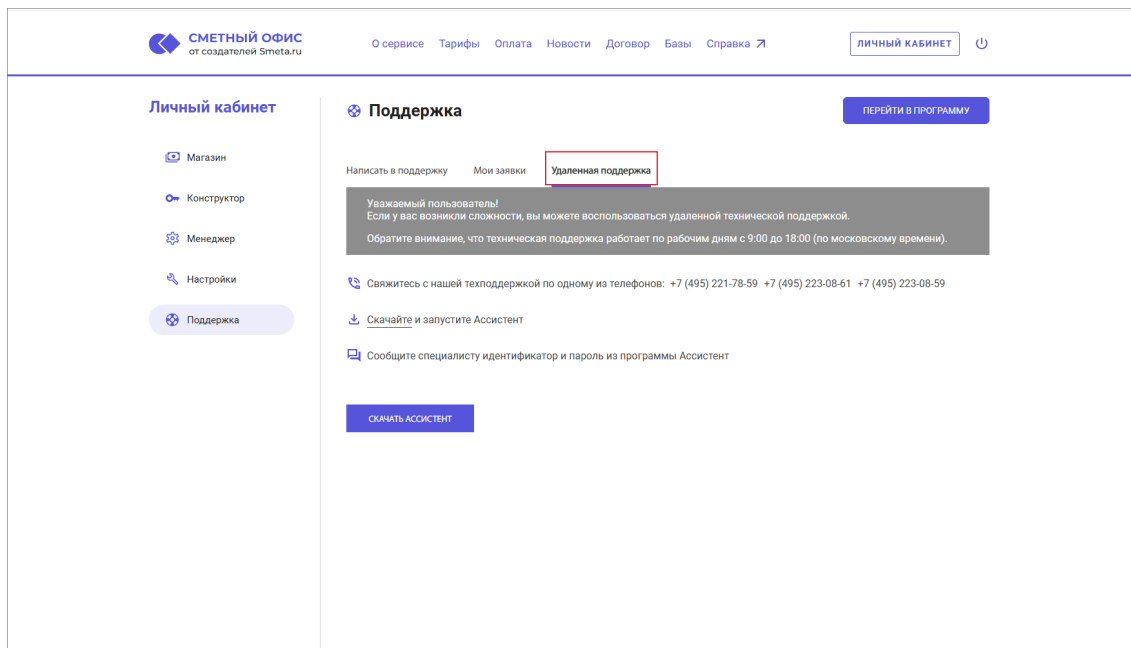 СМЕТНЫЙ ОФИС
от создателей Smeta.ru
О сервисе Тарифы Оплата Новости Договор Базы Справка
ЛИЧНЫЙ КАБИНЕТ
Личный кабинет
Магазин
Конструктор
Менеджер
Настройки
Поддержка
Поддержка
ПЕРЕЙТИ В ПРОГРАММУ
Написать в поддержку Мои заявки Удаленная поддержка
Уважаемый пользователь!
Если у вас возникли сложности, вы можете воспользоваться удаленной технической поддержкой.
Обратите внимание, что техническая поддержка работает по рабочим дням с 9:00 до 18:00 (по московскому времени).
Свяжитесь с нашей техподдержкой по одному из телефонов: +7 (495) 221-78-59 +7 (495) 223-08-61 +7 (495) 223-08-59
Скачайте и запустите Ассистент
Сообщите специалисту идентификатор и пароль из программы Ассистент
СКАЧАТЬ АССИСТЕНТ